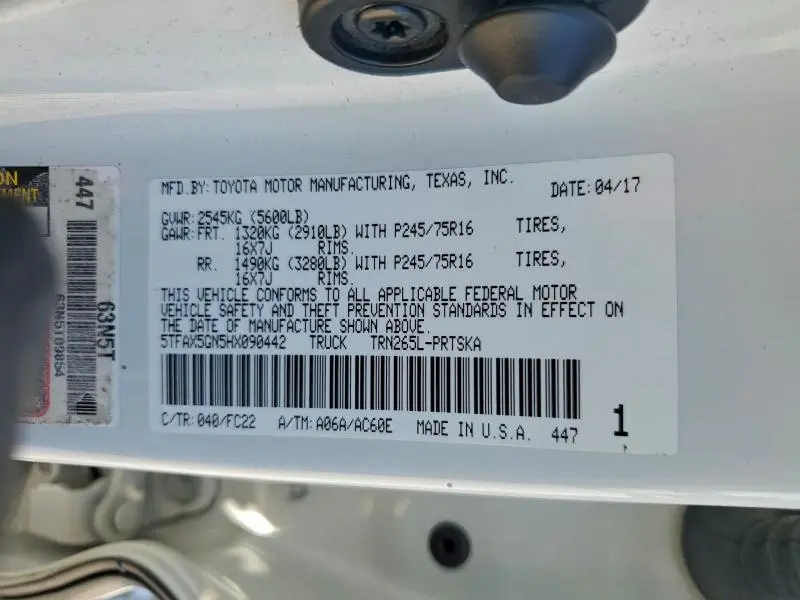 MFD.BY: TOYOTA MOTOR MANUFACTURING, TEXAS, INC. DATE: 04/17
GVWR: 2545KG (5600LB)
GAWR: FRT. 1320KG (2910LB) WITH P245/75R16 TIRES,
16X7J RIMS.
RR. 1490KG (3280LB) WITH P245/75R16 TIRES,
16X7J RIMS.
THIS VEHICLE CONFORMS TO ALL APPLICABLE FEDERAL MOTOR
VEHICLE SAFETY AND THEFT PREVENTION STANDARDS IN EFFECT ON
THE DATE OF MANUFACTURE SHOWN ABOVE.
5TFAX5GN5HX090442 TRUCK TRN265L-PRTSKA
C/TR: 040/FC22 A/TM: A06A/AC60E MADE IN U.S.A. 447 1
447
63N5T